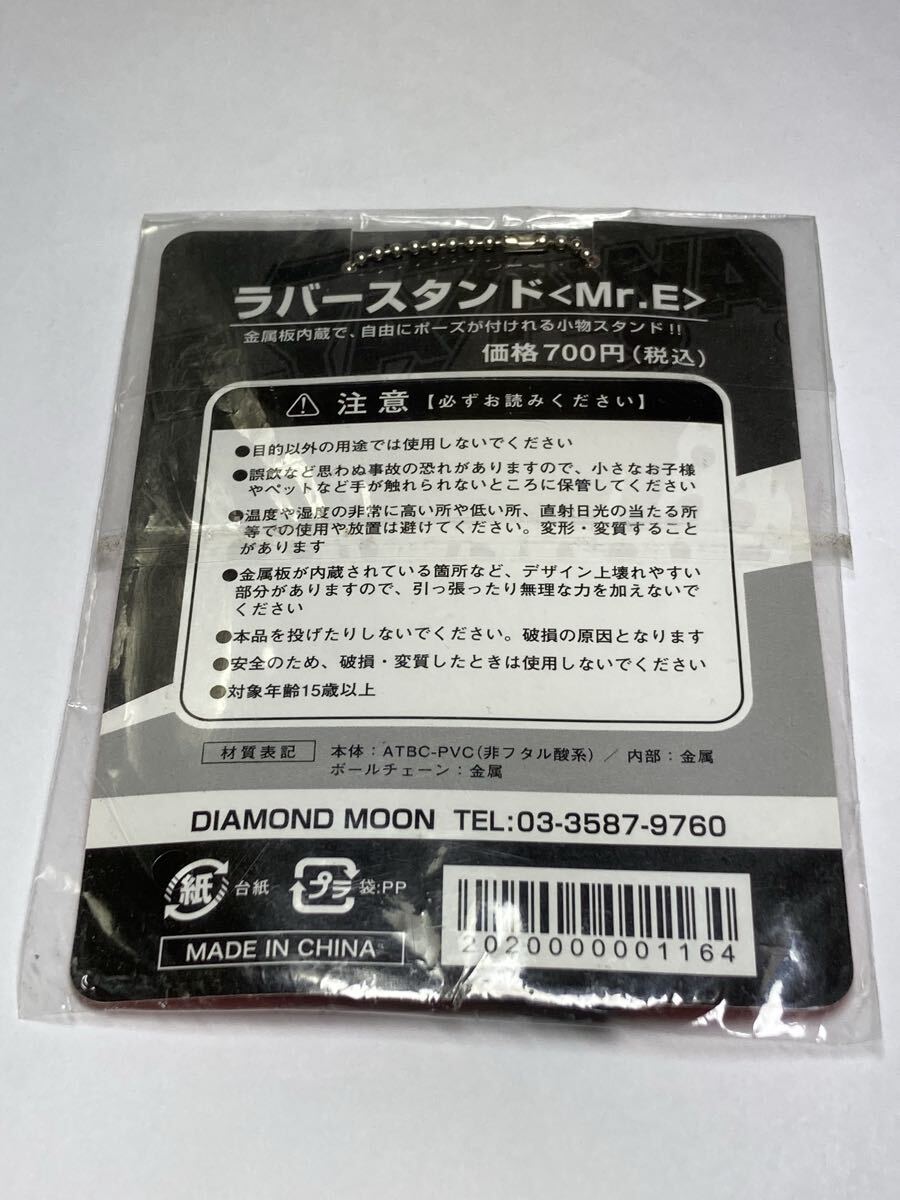 ラバースタンド<Mr.E>
金属板内蔵で、自由にポーズが付けれる小物スタンド!!
価格700円(税込)
注意【必ずお読みください】
●目的以外の用途では使用しないでください
●誤飲など思わぬ事故の恐れがありますので、小さなお子様
やペットなど手が触れられないところに保管してください
●温度や湿度の非常に高い所や低い所、直射日光の当たる所
等での使用や放置は避けてください。変形・変質すること
があります
●金属板が内蔵されている箇所など、デザイン上壊れやすい
部分がありますので、引っ張ったり無理な力を加えないで
ください
●本品を投げたりしないでください。破損の原因となります
●安全のため、破損・変質したときは使用しないでください
●対象年齢15歳以上
材質表記 本体:ATBC-PVC(非フタル酸系) / 内部:金属
ボールチェーン:金属
DIAMOND MOON TEL:03-3587-9760
紙 台紙 プラ 袋:PP
MADE IN CHINA
2020000001164